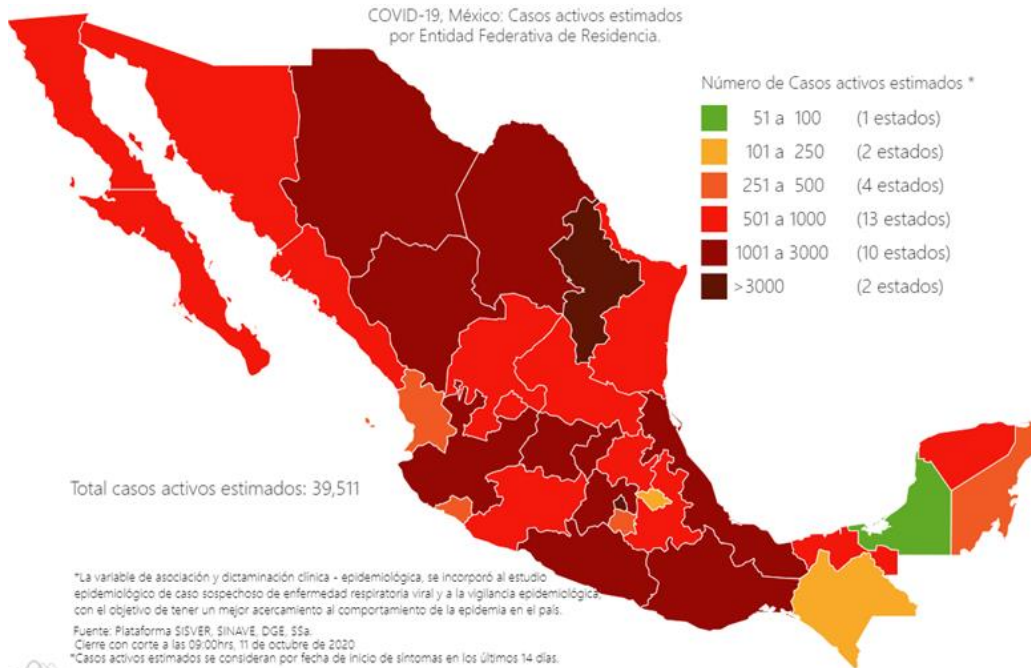 COVID-19, México: Casos activos estimados
por Entidad Federativa de Residencia.
Número de Casos activos estimados *
51 a 100 (1 estados)
101 a 250 (2 estados)
251 a 500 (4 estados)
501 a 1000 (13 estados)
1001 a 3000 (10 estados)
>3000 (2 estados)
Total casos activos estimados: 39,511
*La variable de asociación y dictaminación clínica - epidemiológica, se incorporó al estudio
epidemiológico de caso sospechoso de enfermedad respiratoria viral y a la vigilancia epidemiológica,
con el objetivo de tener un mejor acercamiento al comportamiento de la epidemia en el país.
Fuente: Plataforma SISVER, SINAVE, DGE, SSa.
Cierre con corte a las 09:00hrs, 11 de octubre de 2020
*Casos activos estimados se consideran por fecha de inicio de síntomas en los últimos 14 días.